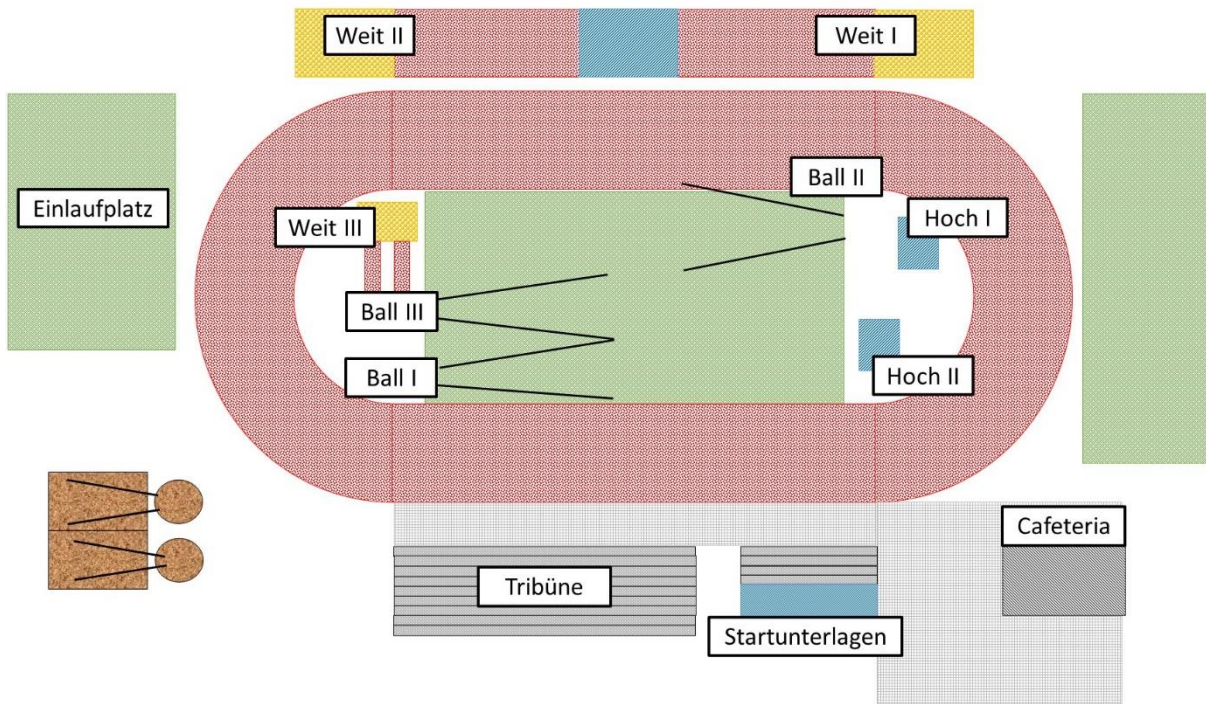 Weit II
Weit I
Ball II
Einlaufplatz
Hoch I
Weit III
Ball III
Ball I
Hoch II
Cafeteria
Tribüne
Startunterlagen